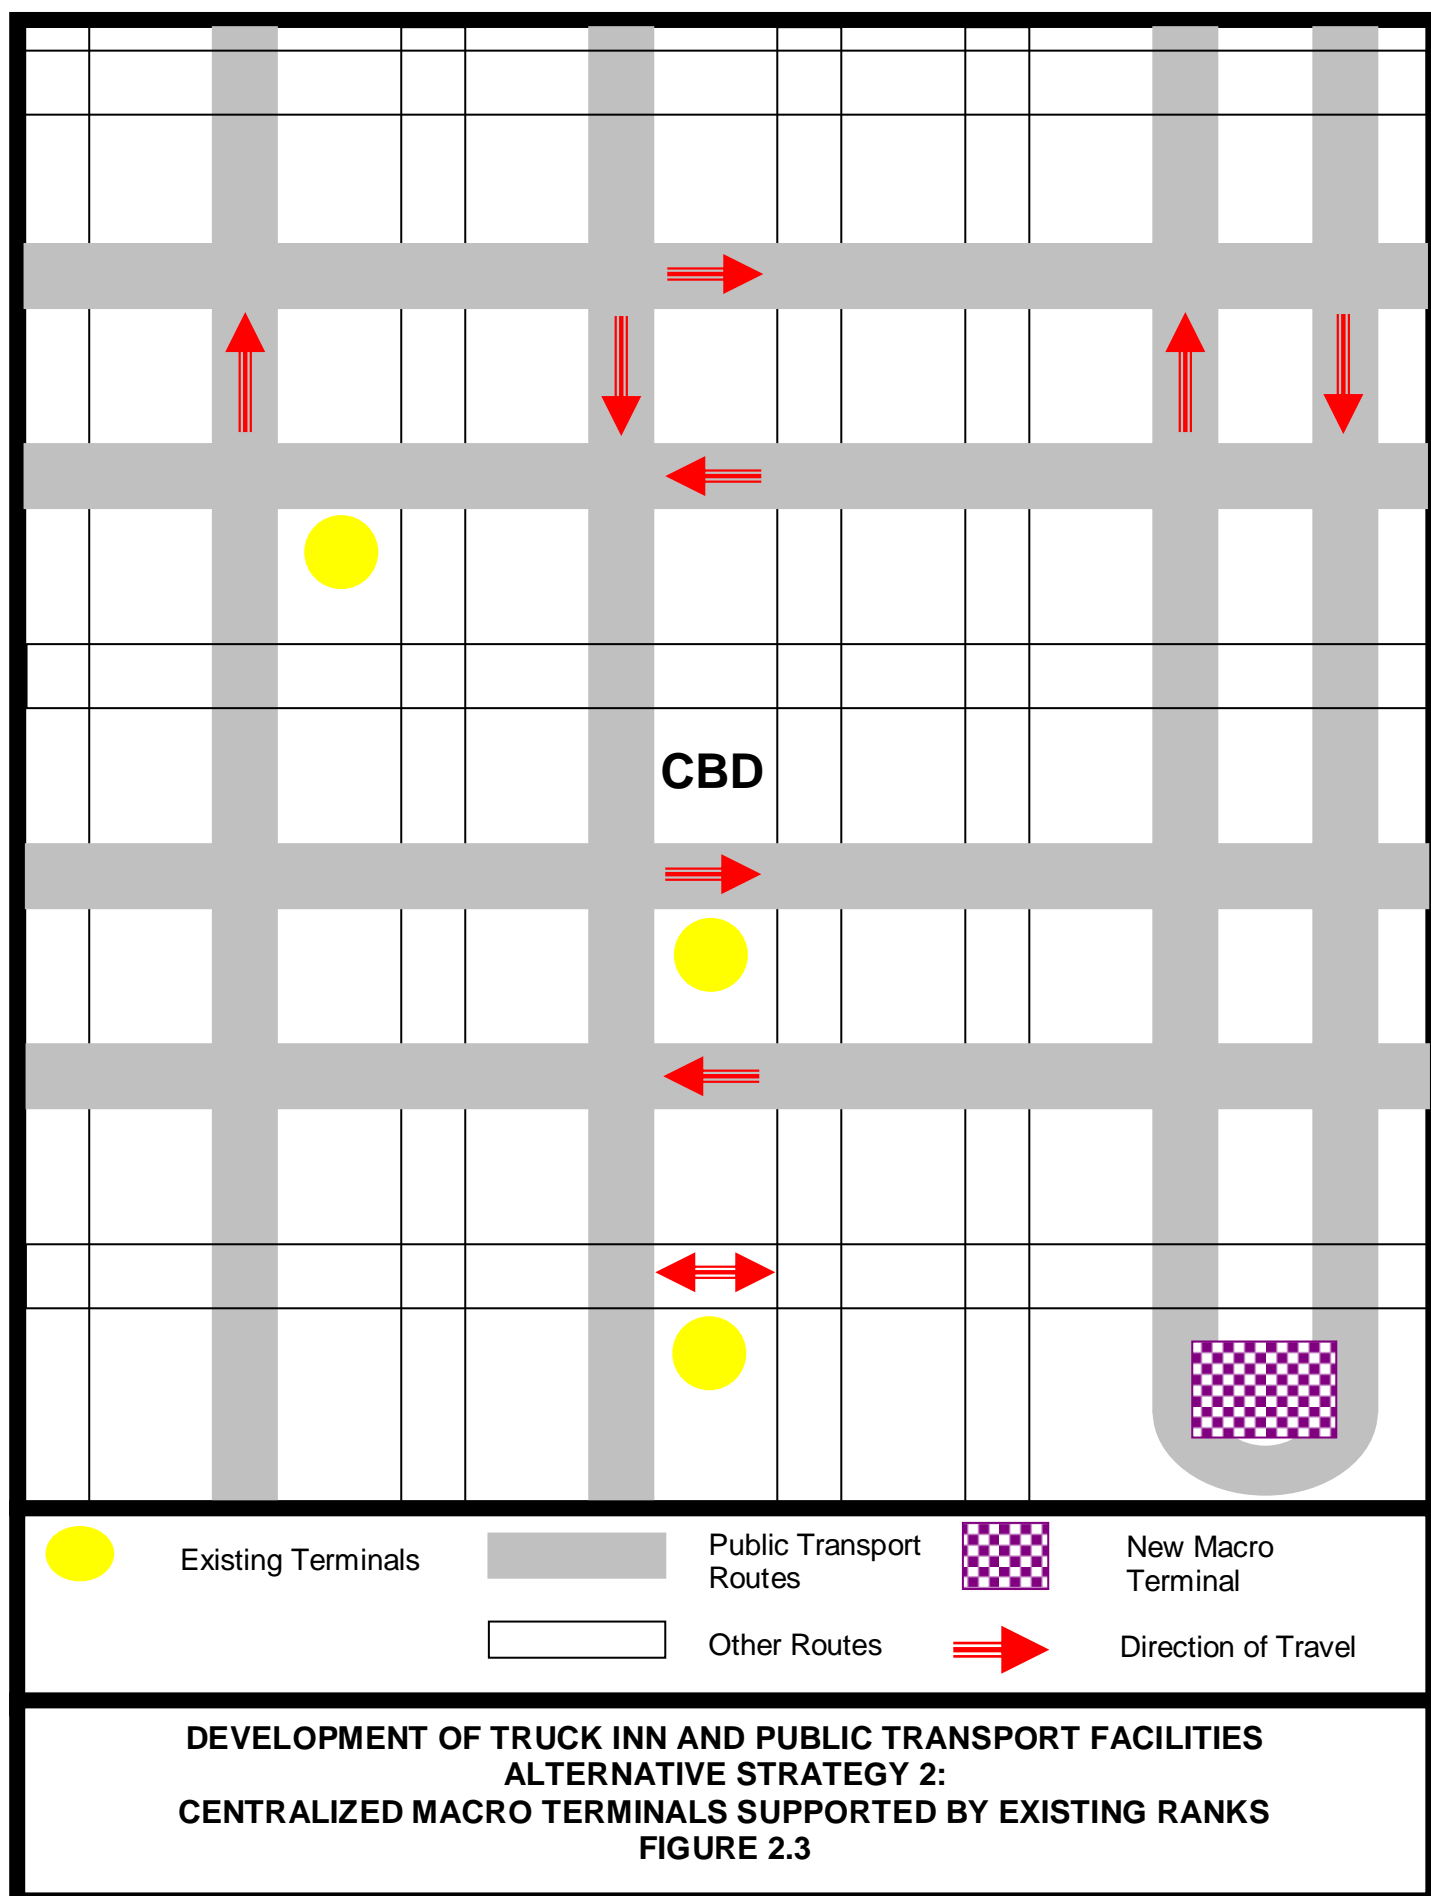 CBD
Existing Terminals
Public Transport
Routes
New Macro
Terminal
Other Routes
Direction of Travel
DEVELOPMENT OF TRUCK INN AND PUBLIC TRANSPORT FACILITIES
ALTERNATIVE STRATEGY 2:
CENTRALIZED MACRO TERMINALS SUPPORTED BY EXISTING RANKS
FIGURE 2.3